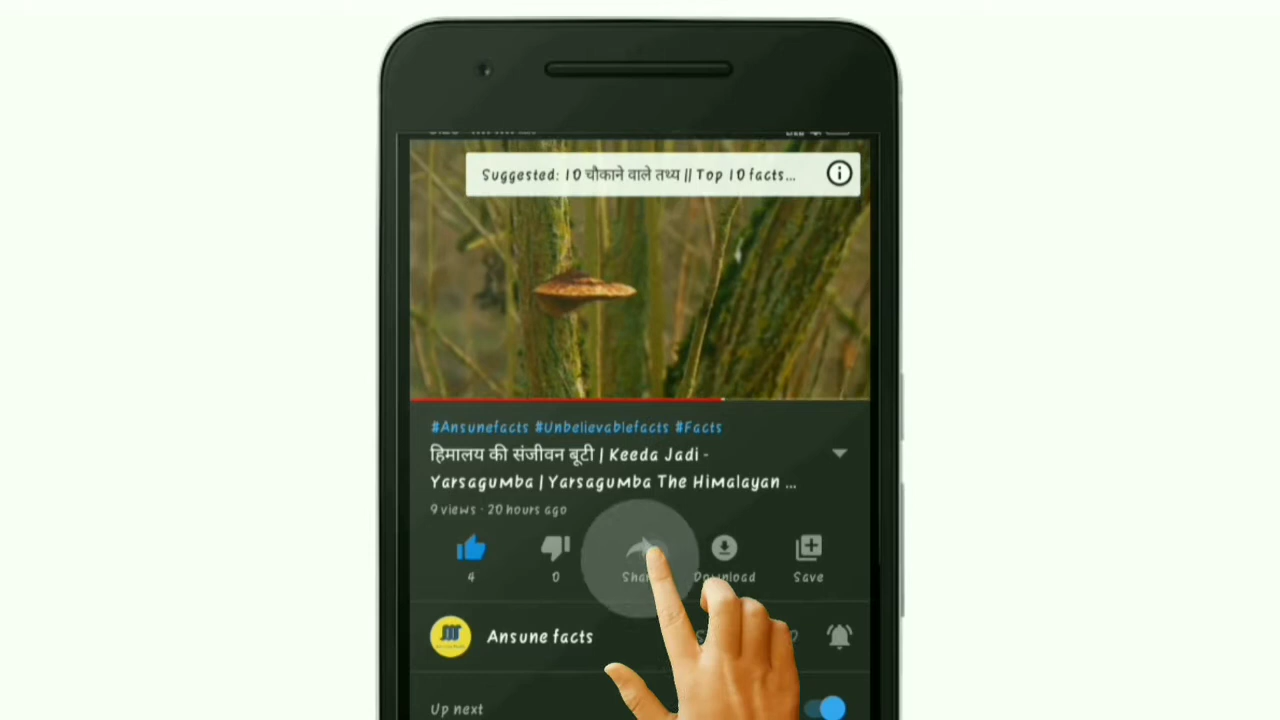 Suggested: 10 चौकाने वाले तथ्य || Top 10 facts...
#Ansunefacts #Unbelievablefacts #Facts
हिमालय की संजीवन बूटी | Keeda Jadi -
Yarsagumba | Yarsagumba The Himalayan ...
9 views · 20 hours ago
4 0 Download Save
Ansune facts
Up next